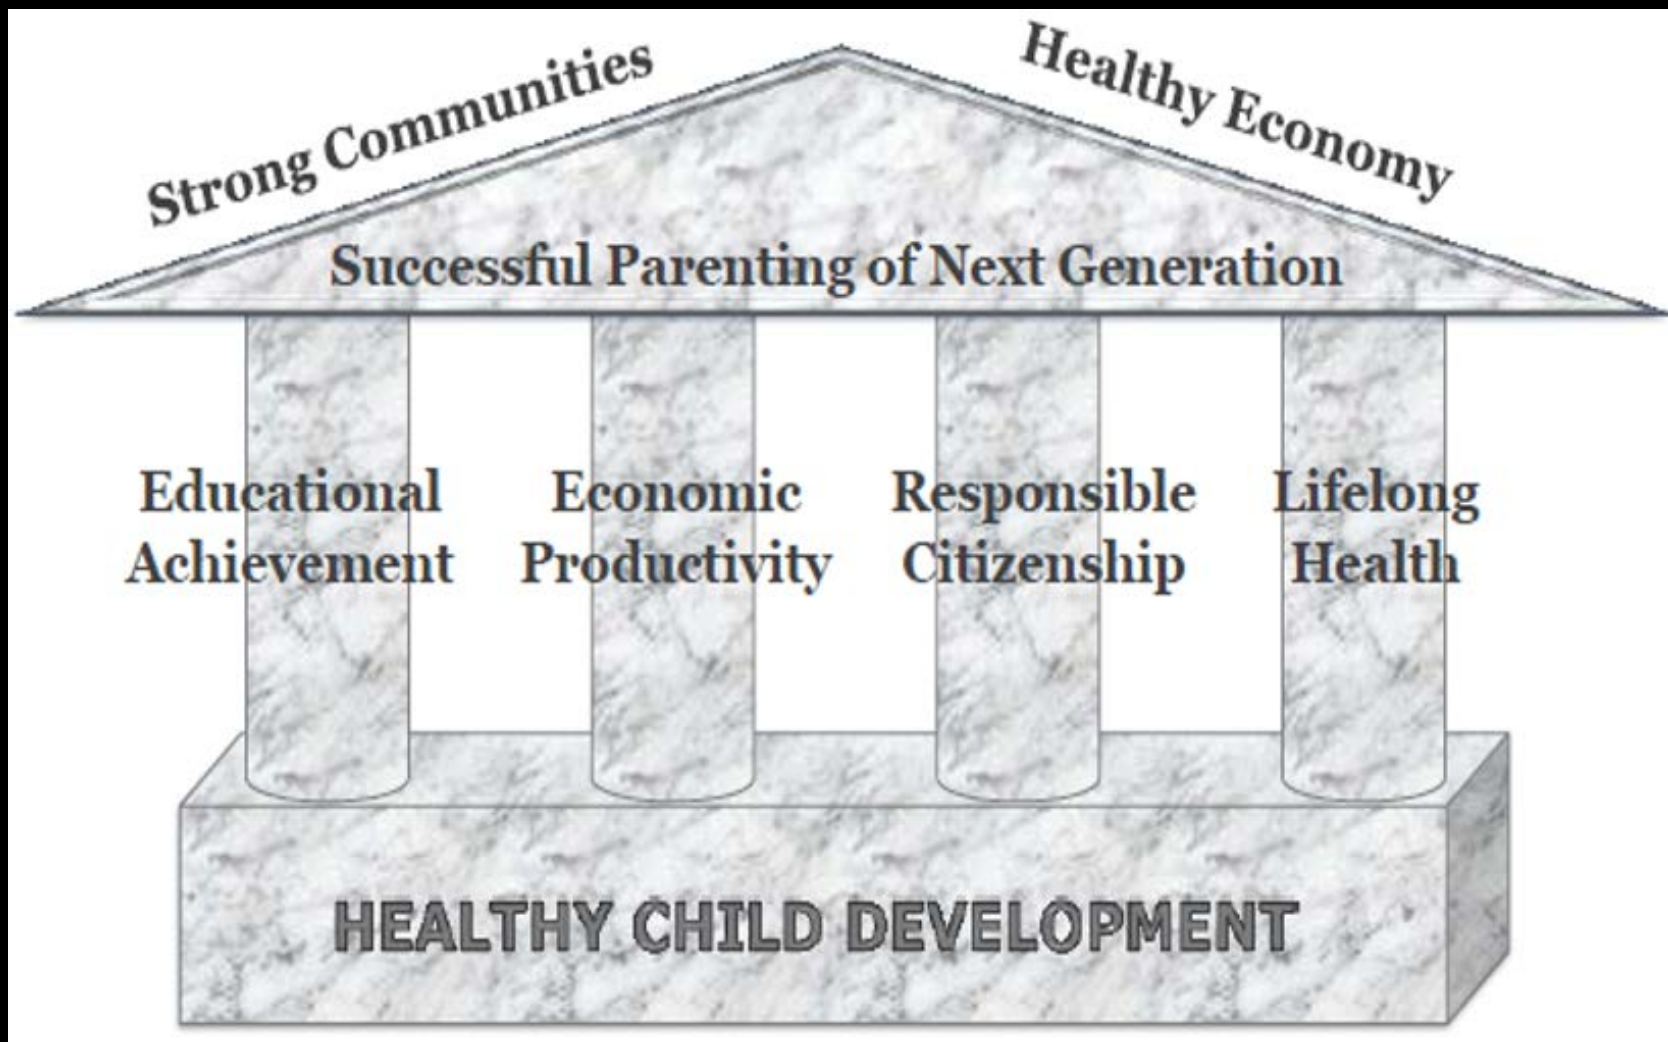 Strong Communities
Healthy Economy
Successful Parenting of Next Generation
Educational
Achievement
Economic
Productivity
Responsible
Citizenship
Lifelong
Health
HEALTHY CHILD DEVELOPMENT